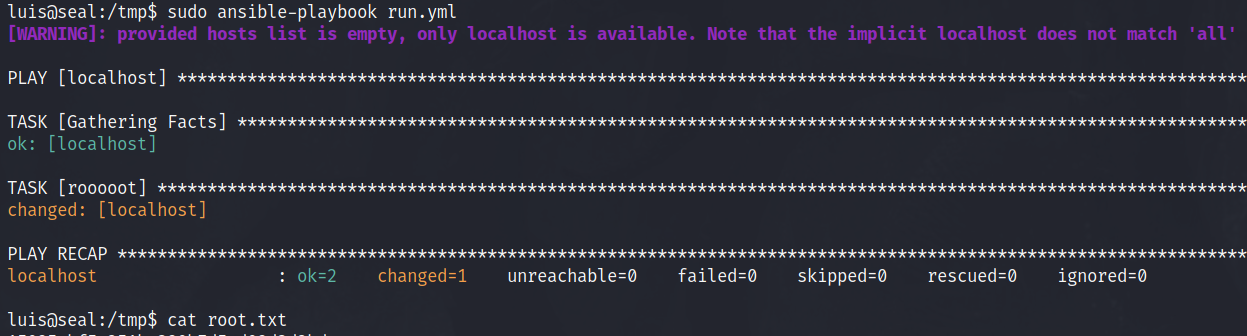 luis@seal:/tmp$ sudo ansible-playbook run.yml
[WARNING]: provided hosts list is empty, only localhost is available. Note that the implicit localhost does not match 'all'
PLAY [localhost] ***********************************************************************************************************
TASK [Gathering Facts] *****************************************************************************************************
ok: [localhost]
TASK [rooooot] *************************************************************************************************************
changed: [localhost]
PLAY RECAP *****************************************************************************************************************
localhost : ok=2 changed=1 unreachable=0 failed=0 skipped=0 rescued=0 ignored=0
luis@seal:/tmp$ cat root.txt